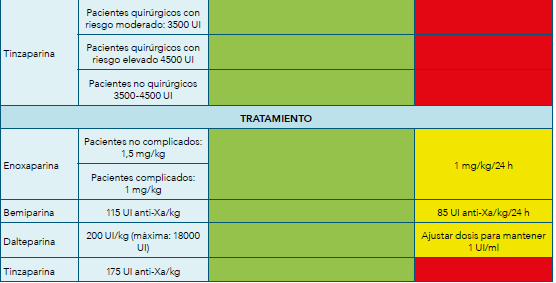 Tinzaparina
Pacientes quirúrgicos con
riesgo moderado: 3500 UI
Pacientes quirúrgicos con
riesgo elevado 4500 UI
Pacientes no quirúrgicos
3500-4500 UI
TRATAMIENTO
Enoxaparina
Pacientes no complicados:
1,5 mg/kg
Pacientes complicados:
1 mg/kg
1 mg/kg/24 h
Bemiparina
115 UI anti-Xa/kg
85 UI anti-Xa/kg/24 h
Dalteparina
200 UI/kg (máxima: 18000
UI)
Ajustar dosis para mantener
1 UI/ml
Tinzaparina
175 UI anti-Xa/kg